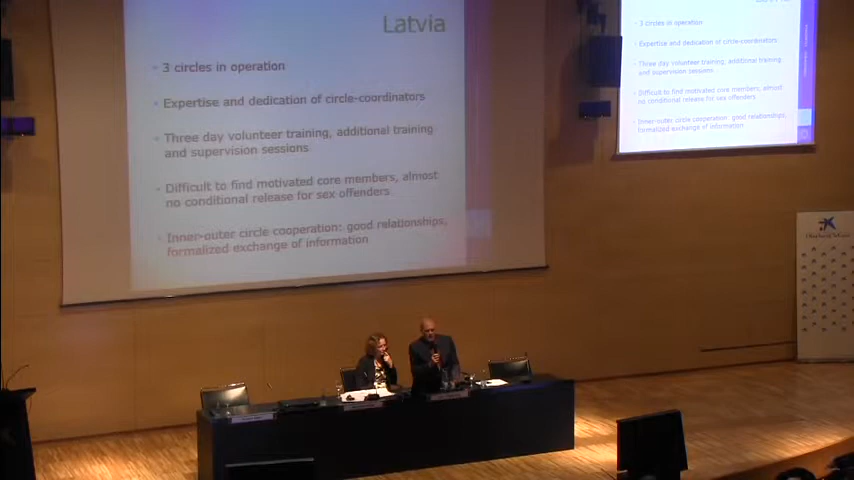 Latvia
• 3 circles in operation
• Expertise and dedication of circle-coordinators
• Three day volunteer training, additional training
and supervision sessions.
• Difficult to find motivated core members, almost
no conditional release for sex offenders
• Inner-outer circle cooperation: good relationships,
formalized exchange of information
• 3 circles in operation
• Expertise and dedication of circle-coordinators
• Three day volunteer training, additional training
and supervision sessions.
• Difficult to find motivated core members, almost
no conditional release for sex offenders
• Inner-outer circle cooperation: good relationships,
formalized exchange of information